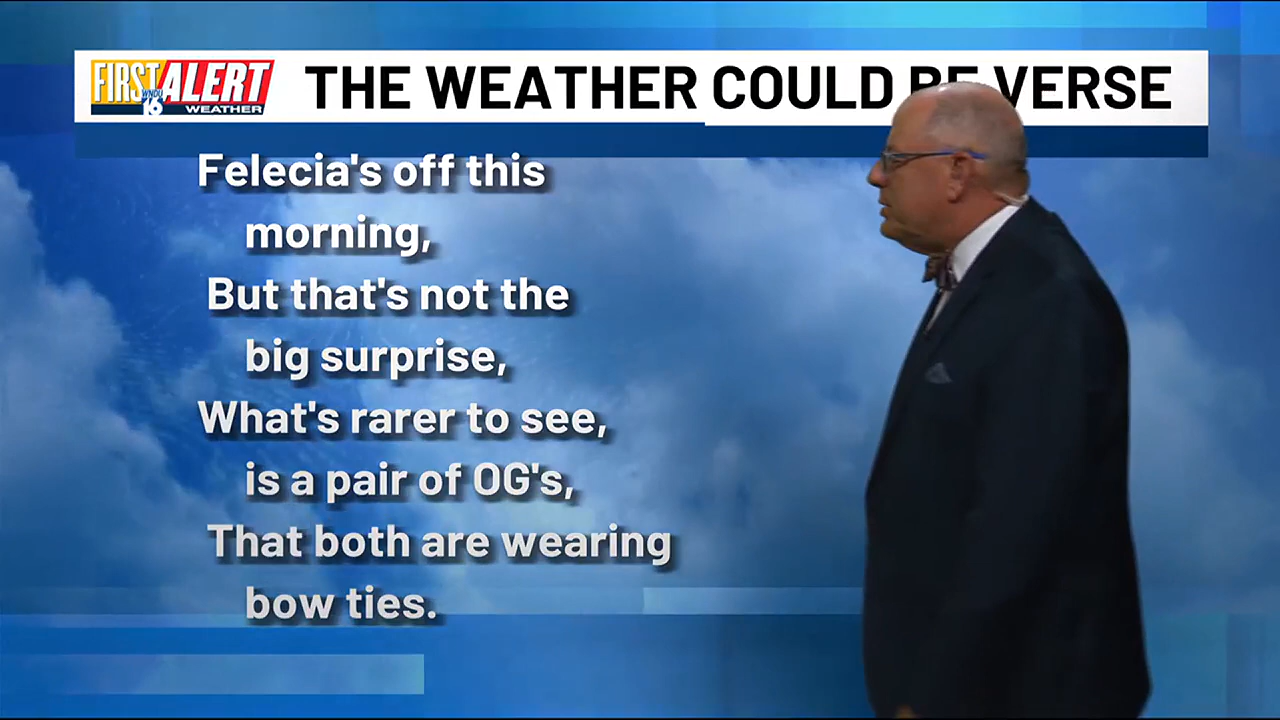 FIRST ALERT
WNDU
16
WEATHER
THE WEATHER COULD BE VERSE
Felecia's off this
morning,
But that's not the
big surprise,
What's rarer to see,
is a pair of OG's,
That both are wearing
bow ties.